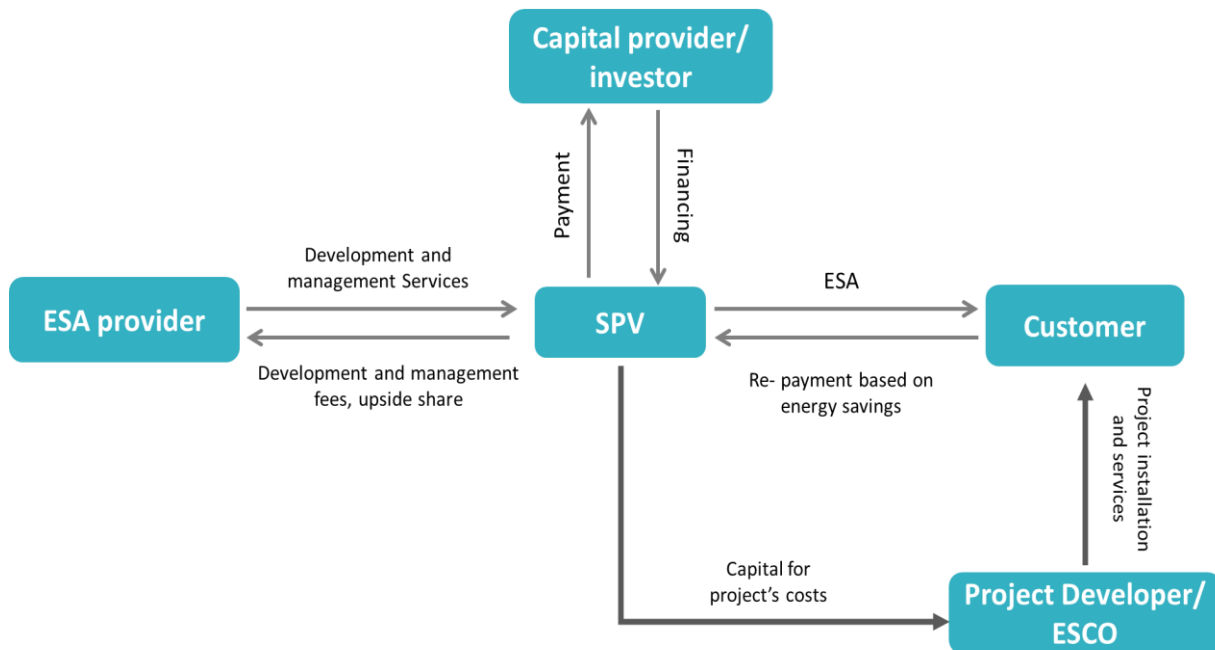 Capital provider/
investor
Payment
Financing
Development and
management Services
ESA
ESA provider
SPV
Customer
Development and management
fees, upside share
Re- payment based on
energy savings
Project installation
and services
Capital for
project's costs
Project Developer/
ESCO